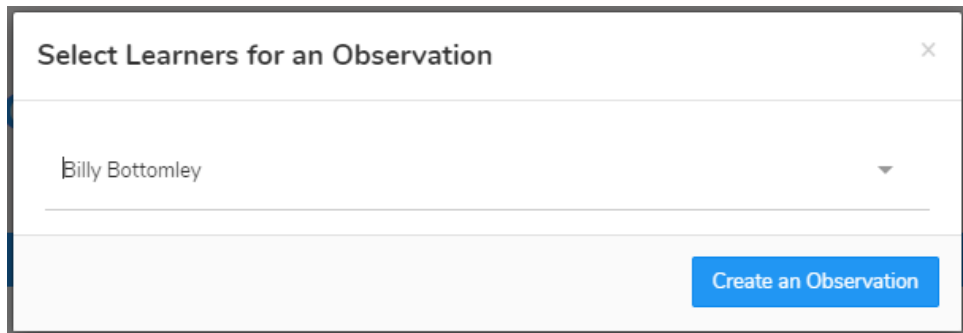 Select Learners for an Observation
Billy Bottomley
Create an Observation